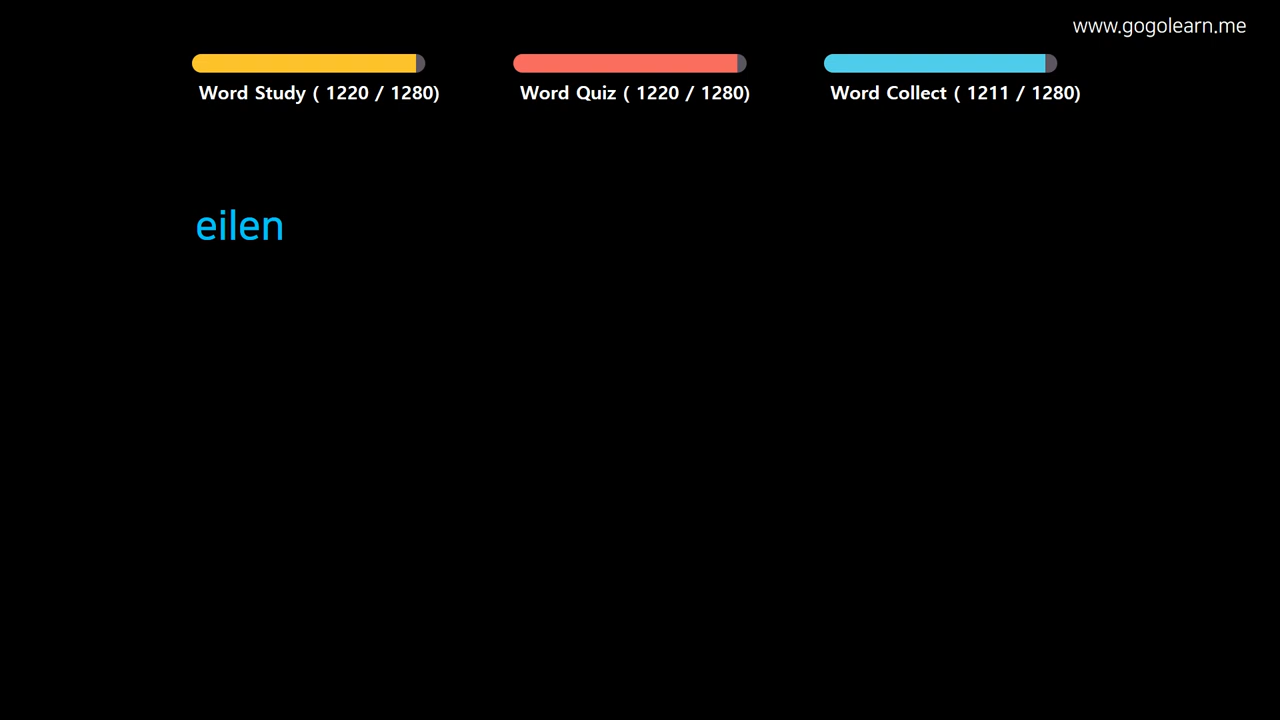 www.gogolearn.me
Word Study ( 1220 / 1280)
Word Quiz ( 1220 / 1280)
Word Collect ( 1211 / 1280)
eilen